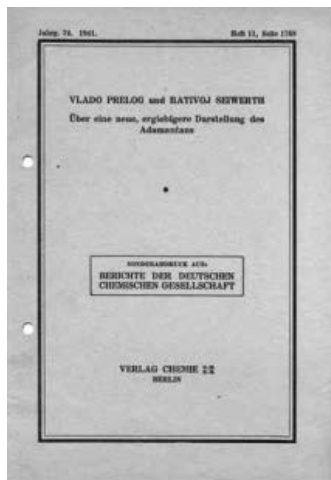 Jahrg. 74. 1941. Heft 11, Seite 1769
VLADO PRELOG und RATIVOJ SEIWERTH
Über eine neue, ergiebigere Darstellung des
Adamantans
SONDERABDRUCK AUS:
BERICHTE DER DEUTSCHEN
CHEMISCHEN GESELLSCHAFT
VERLAG CHEMIE
BERLIN